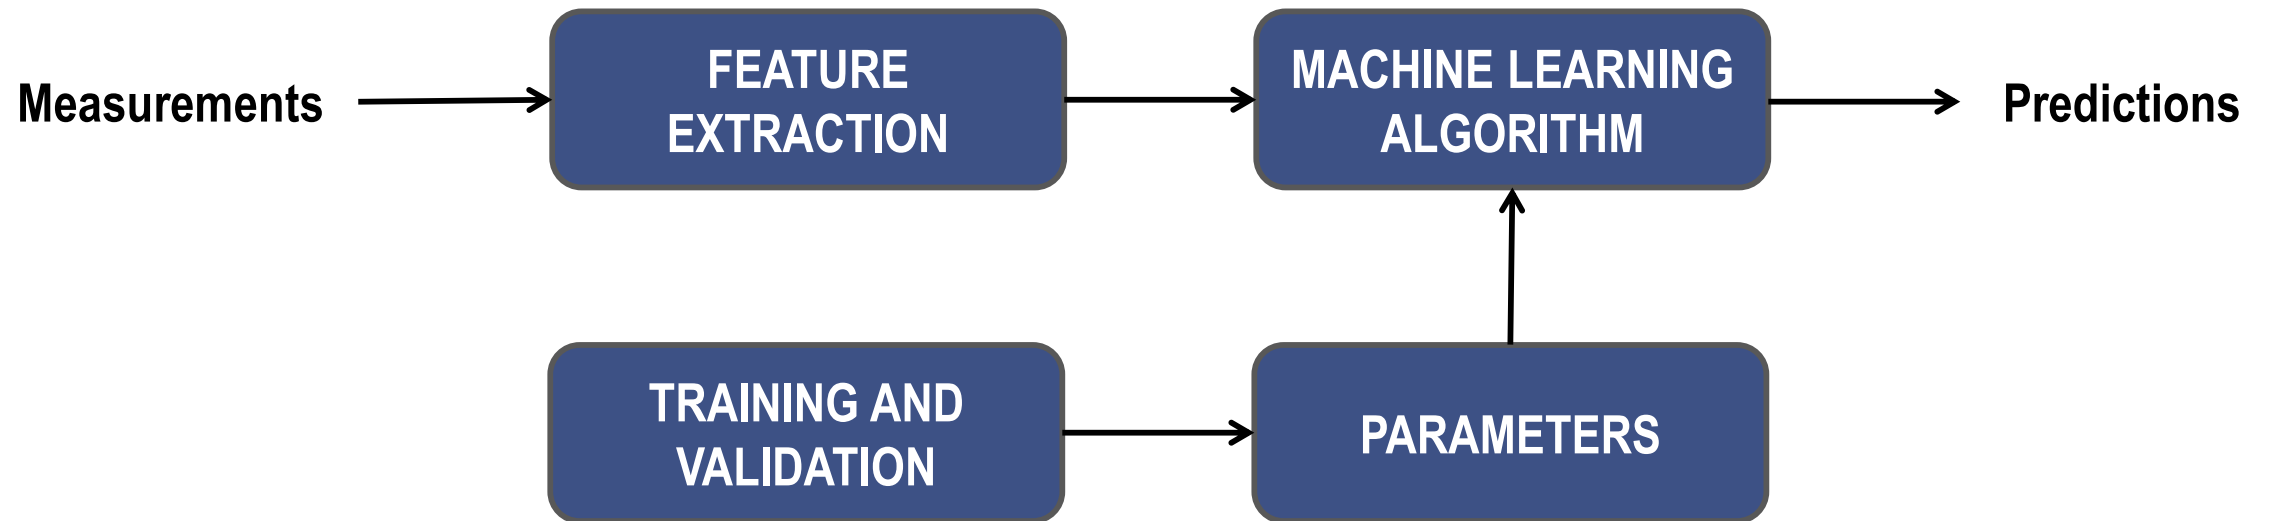 Measurements
FEATURE
EXTRACTION
MACHINE LEARNING
ALGORITHM
Predictions
TRAINING AND
VALIDATION
PARAMETERS